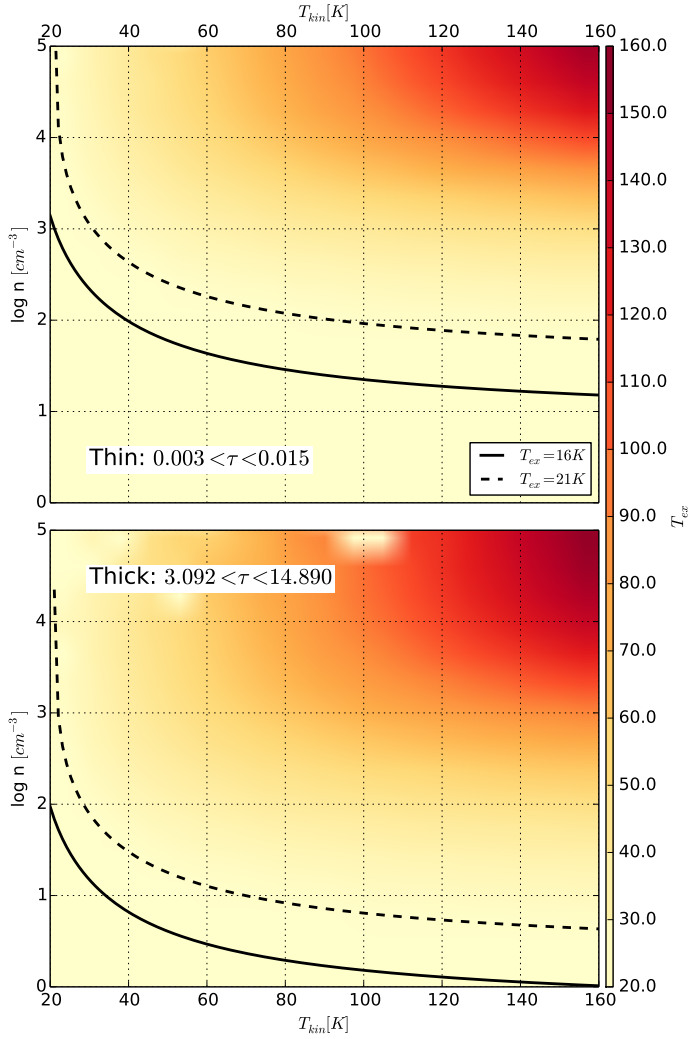 T_kin[K]
20 40 60 80 100 120 140 160
5
4
3
2
1
0
log n [cm^−3]
Thin: 0.003 <τ <0.015
T_ex=16K
T_ex=21K
5
4
3
2
1
0
log n [cm^−3]
Thick: 3.092 <τ <14.890
20 40 60 80 100 120 140 160
T_kin[K]
160.0
150.0
140.0
130.0
120.0
110.0
100.0
90.0
80.0
70.0
60.0
50.0
40.0
30.0
20.0
T_ex